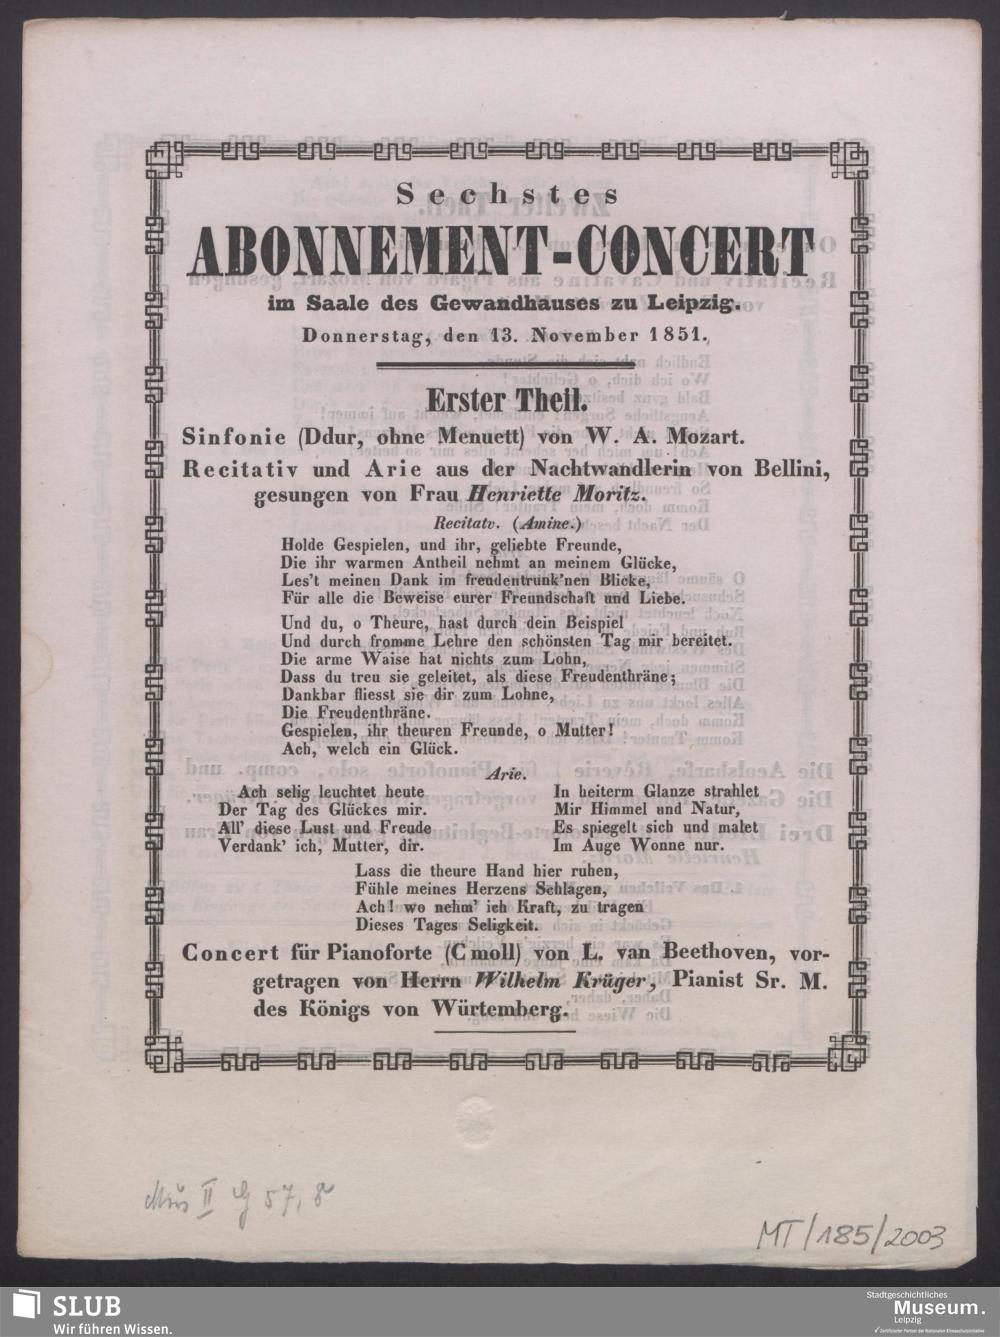 Sechstes
ABONNEMENT-CONCERT
im Saale des Gewandhauses zu Leipzig.
Donnerstag, den 13. November 1851.
Erster Theil.
Sinfonie (Ddur, ohne Menuett) von W. A. Mozart.
Recitativ und Arie aus der Nachtwandlerin von Bellini,
gesungen von Frau Henriette Moritz.
Recitatv. (Amine.)
Holde Gespielen, und ihr, geliebte Freunde,
Die ihr warmen Antheil nehmt an meinem Glücke,
Les't meinen Dank im freudentrunk'nen Blicke,
Für alle die Beweise eurer Freundschaft und Liebe.
Und du, o Theure, hast durch dein Beispiel
Und durch fromme Lehre den schönsten Tag mir bereitet.
Die arme Waise hat nichts zum Lohn,
Dass du treu sie geleitet, als diese Freudenthräne;
Dankbar fliesst sie dir zum Lohne,
Die Freudenthräne.
Gespielen, ihr theuren Freunde, o Mutter!
Ach, welch ein Glück.
Arie.
Ach selig leuchtet heute
Der Tag des Glückes mir.
All' diese Lust und Freude
Verdank' ich, Mutter, dir.
In heiterm Glanze strahlet
Mir Himmel und Natur,
Es spiegelt sich und malet
Im Auge Wonne nur.
Lass die theure Hand hier ruhen,
Fühle meines Herzens Schlagen,
Ach! wo nehm' ich Kraft, zu tragen
Dieses Tages Seligkeit.
Concert für Pianoforte (C moll) von L. van Beethoven, vor-
getragen von Herrn Wilhelm Krüger, Pianist Sr. M.
des Königs von Würtemberg.
Mus II 57, 8
MT/185/2003
SLUB
Wir führen Wissen.
Stadtgeschichtliches
Museum.
Leipzig